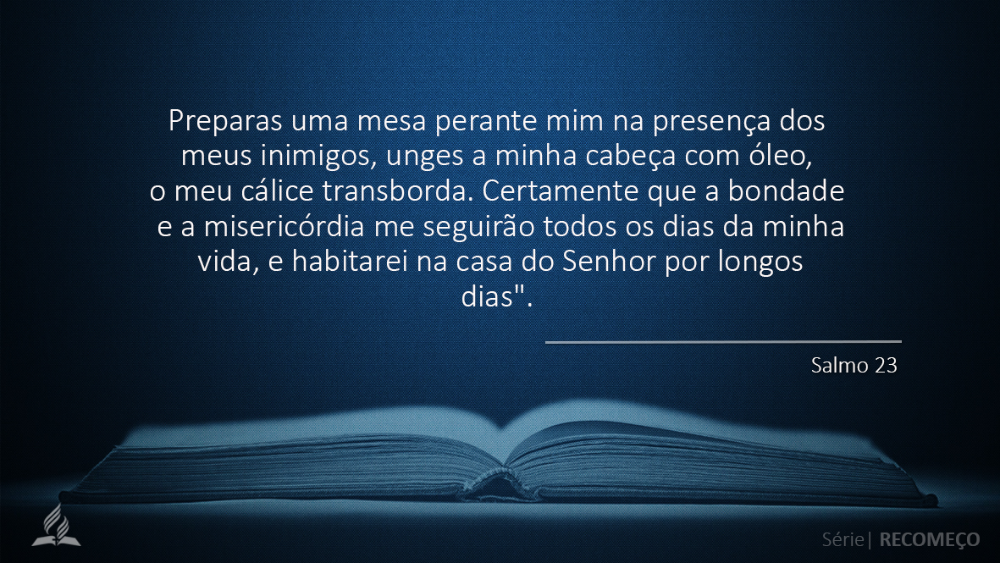 Preparas uma mesa perante mim na presença dos
meus inimigos, unges a minha cabeça com óleo,
o meu cálice transborda. Certamente que a bondade
e a misericórdia me seguirão todos os dias da minha
vida, e habitarei na casa do Senhor por longos
dias".
Salmo 23
Série| RECOMEÇO